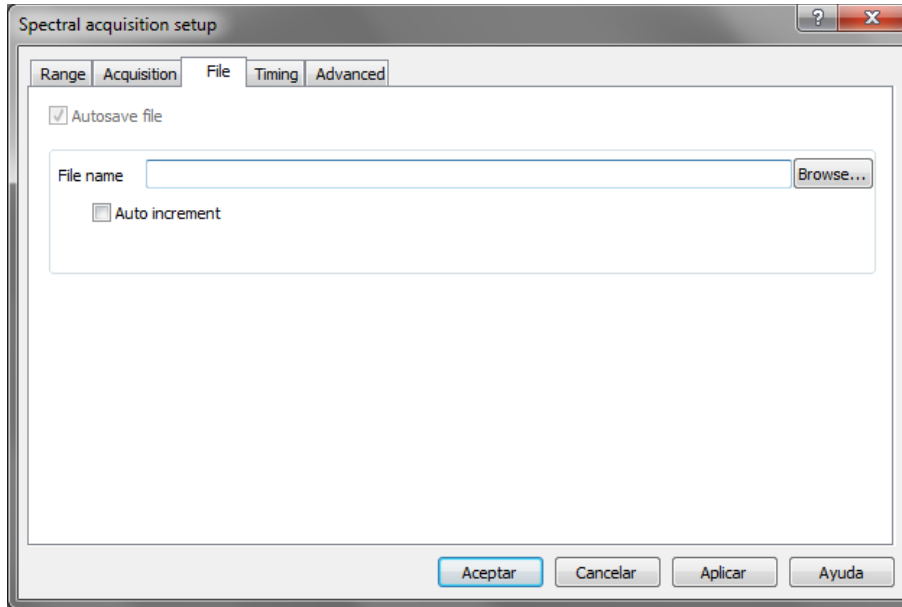 Spectral acquisition setup
Range Acquisition File Timing Advanced
Autosave file
File name Browse...
Auto increment
Aceptar Cancelar Aplicar Ayuda